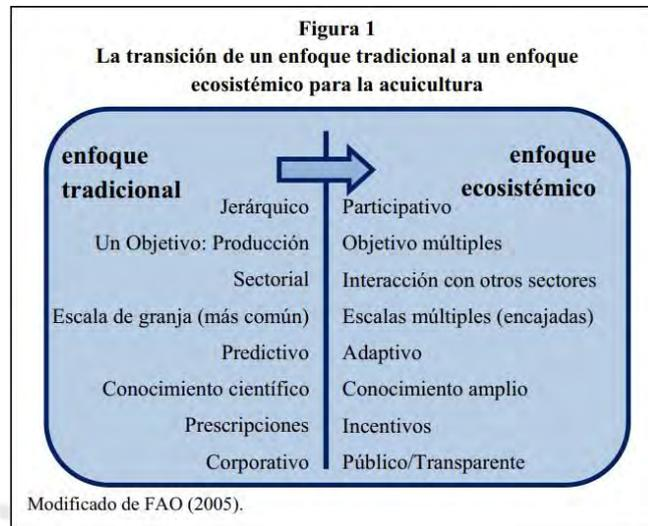 Figura 1
La transición de un enfoque tradicional a un enfoque
ecosistémico para la acuicultura
enfoque
tradicional
enfoque
ecosistémico
Jerárquico Participativo
Un Objetivo: Producción Objetivo múltiples
Sectorial Interacción con otros sectores
Escala de granja (más común) Escalas múltiples (encajadas)
Predictivo Adaptivo
Conocimiento científico Conocimiento amplio
Prescripciones Incentivos
Corporativo Público/Transparente
Modificado de FAO (2005).